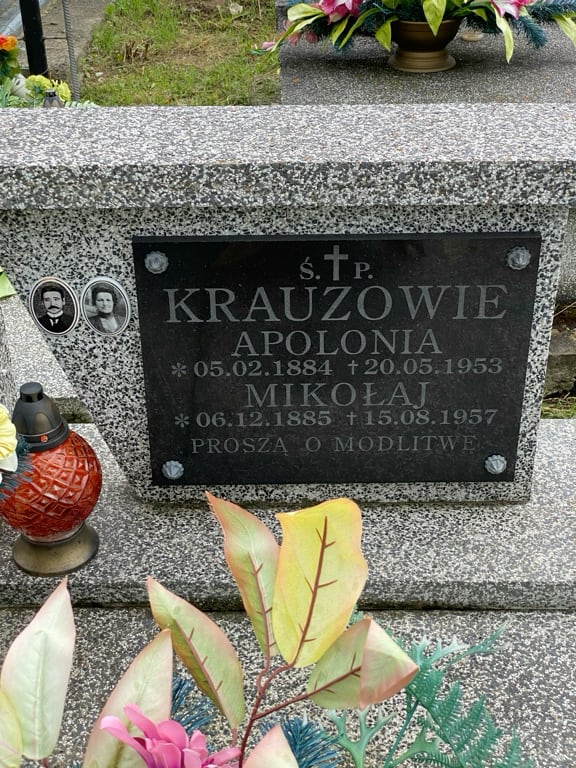 Ś. ✝ P.
KRAUZOWIE
APOLONIA
* 05.02.1884 † 20.05.1953
MIKOŁAJ
* 06.12.1885 † 15.08.1957
PROSZĄ O MODLITWĘ